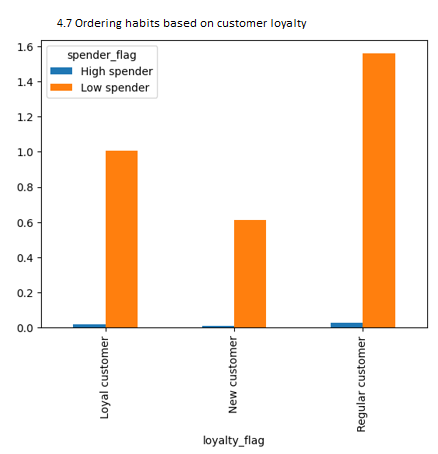 4.7 Ordering habits based on customer loyalty
spender_flag
High spender
Low spender
1.6
1.4
1.2
1.0
0.8
0.6
0.4
0.2
0.0
Loyal customer
New customer
Regular customer
loyalty_flag